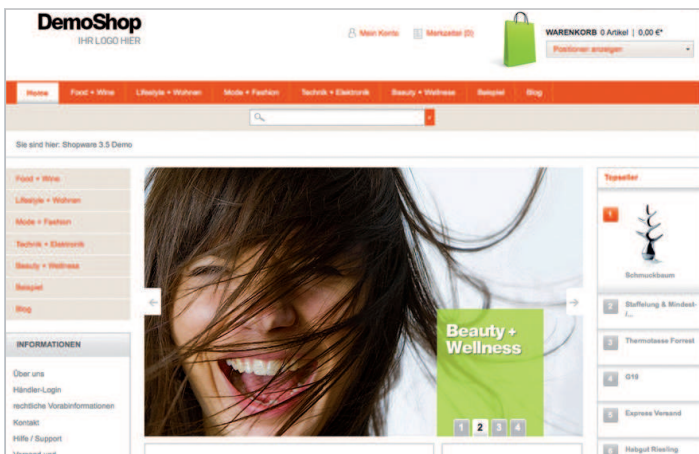 DemoShop
IHR LOGO HIER
Mein Konto
Merkzettel (0)
WARENKORB 0 Artikel | 0,00 €*
Positionen anzeigen
Home
Food + Wine
Lifestyle + Wohnen
Mode + Fashion
Technik + Elektronik
Beauty + Wellness
Beispiel
Blog
Sie sind hier: Shopware 3.5 Demo
Food + Wine
Lifestyle + Wohnen
Mode + Fashion
Technik + Elektronik
Beauty + Wellness
Beispiel
Blog
INFORMATIONEN
Über uns
Händler-Login
rechtliche Vorabinformationen
Kontakt
Hilfe / Support
Versand und
Beauty +
Wellness
1 2 3 4
Topseller
1
Schmuckbaum
2 Staffelung & Mindest-
i...
3 Thermotasse Forrest
4 G10
5 Express Versand
6 Habgut Riesling